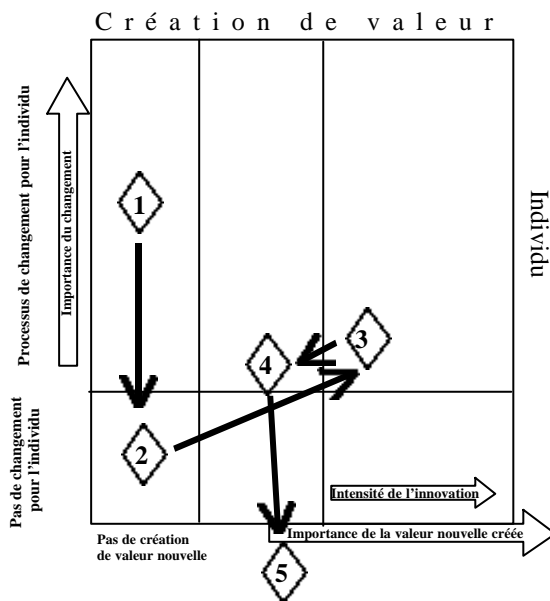 Création de valeur
Processus de changement pour l'individu
Importance du changement
Individu
1
3
4
2
Pas de changement
pour l'individu
Intensité de l'innovation
Pas de création
de valeur nouvelle
Importance de la valeur nouvelle créée
5